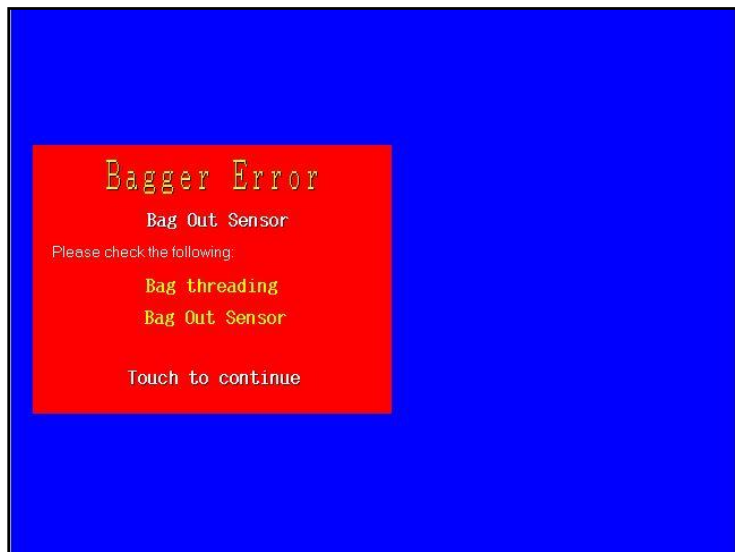 Bagger Error
Bag Out Sensor
Please check the following:
Bag threading
Bag Out Sensor
Touch to continue